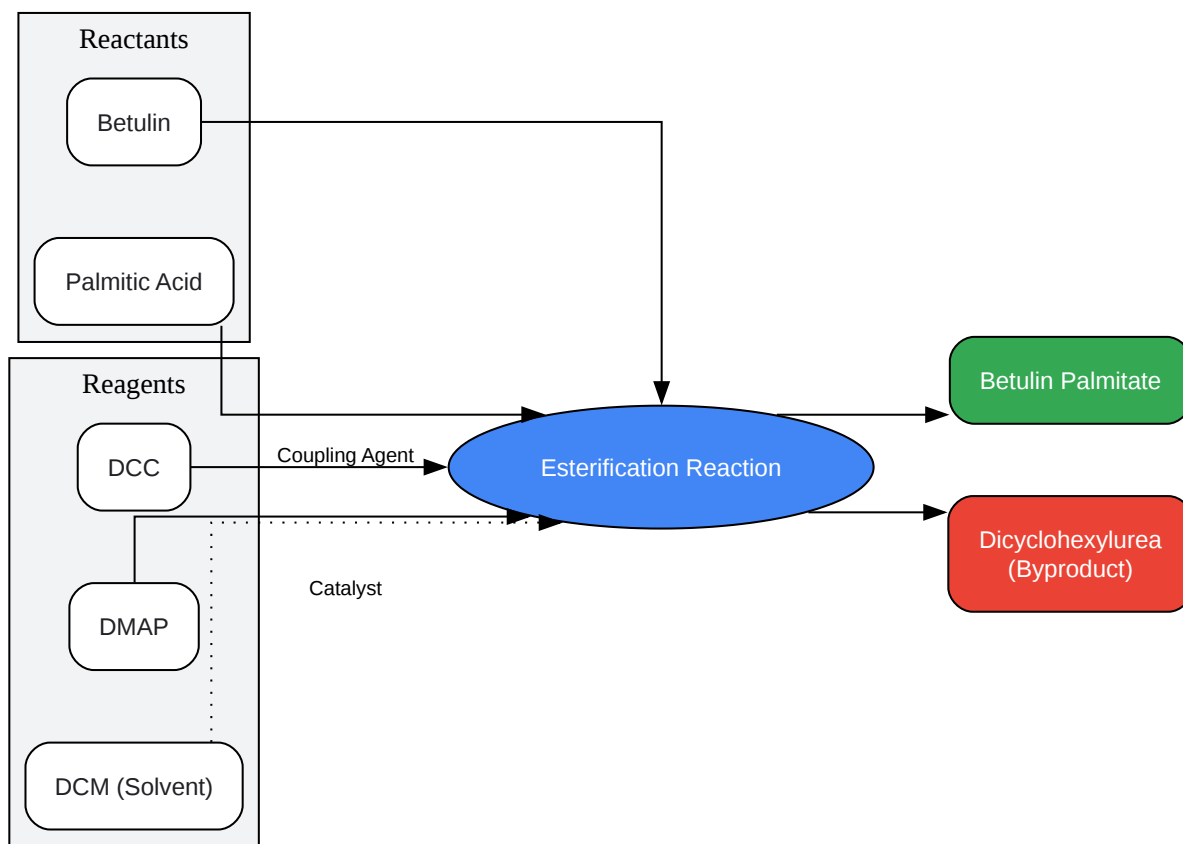 Reactants
Betulin
Palmitic Acid
Reagents
DCC
Coupling Agent
DMAP
Catalyst
DCM (Solvent)
Esterification Reaction
Betulin Palmitate
Dicyclohexylurea
(Byproduct)